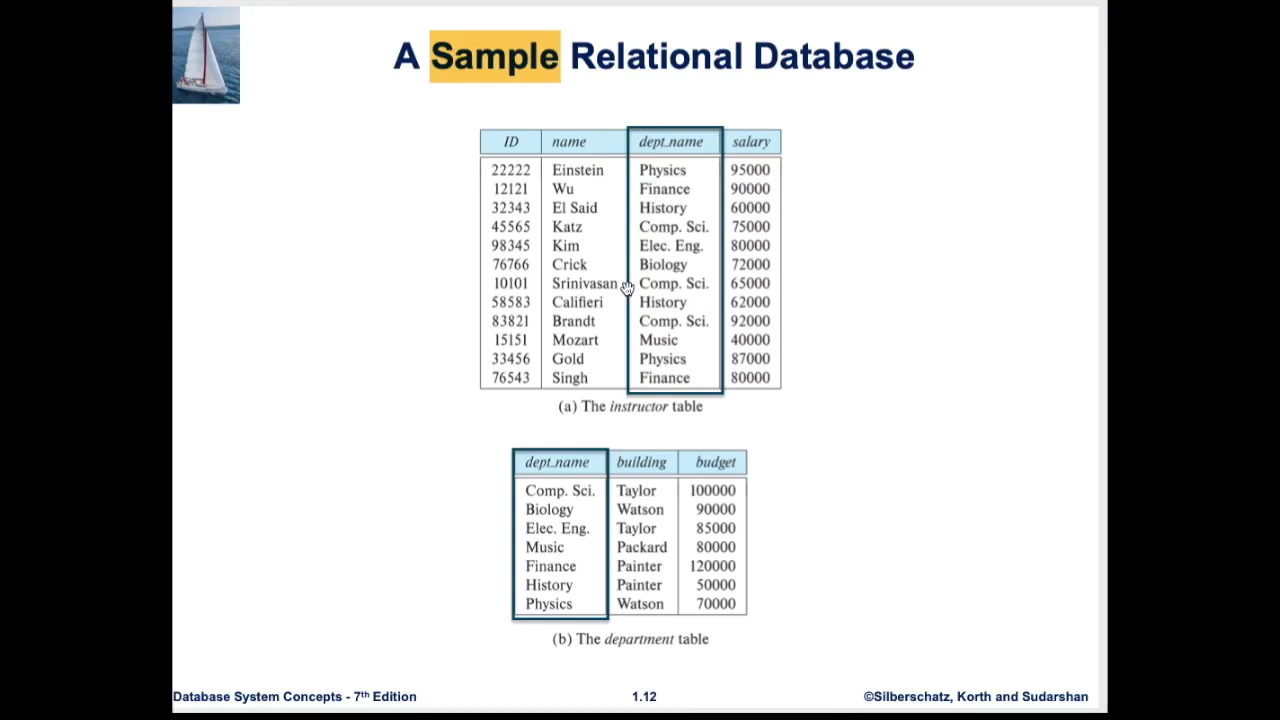 A Sample Relational Database
ID name dept_name salary
22222 Einstein Physics 95000
12121 Wu Finance 90000
32343 El Said History 60000
45565 Katz Comp. Sci. 75000
98345 Kim Elec. Eng. 80000
76766 Crick Biology 72000
10101 Srinivasan Comp. Sci. 65000
58583 Califieri History 62000
83821 Brandt Comp. Sci. 92000
15151 Mozart Music 40000
33456 Gold Physics 87000
76543 Singh Finance 80000
(a) The instructor table
dept_name building budget
Comp. Sci. Taylor 100000
Biology Watson 90000
Elec. Eng. Taylor 85000
Music Packard 80000
Finance Painter 120000
History Painter 50000
Physics Watson 70000
(b) The department table
Database System Concepts - 7th Edition 1.12 ©Silberschatz, Korth and Sudarshan